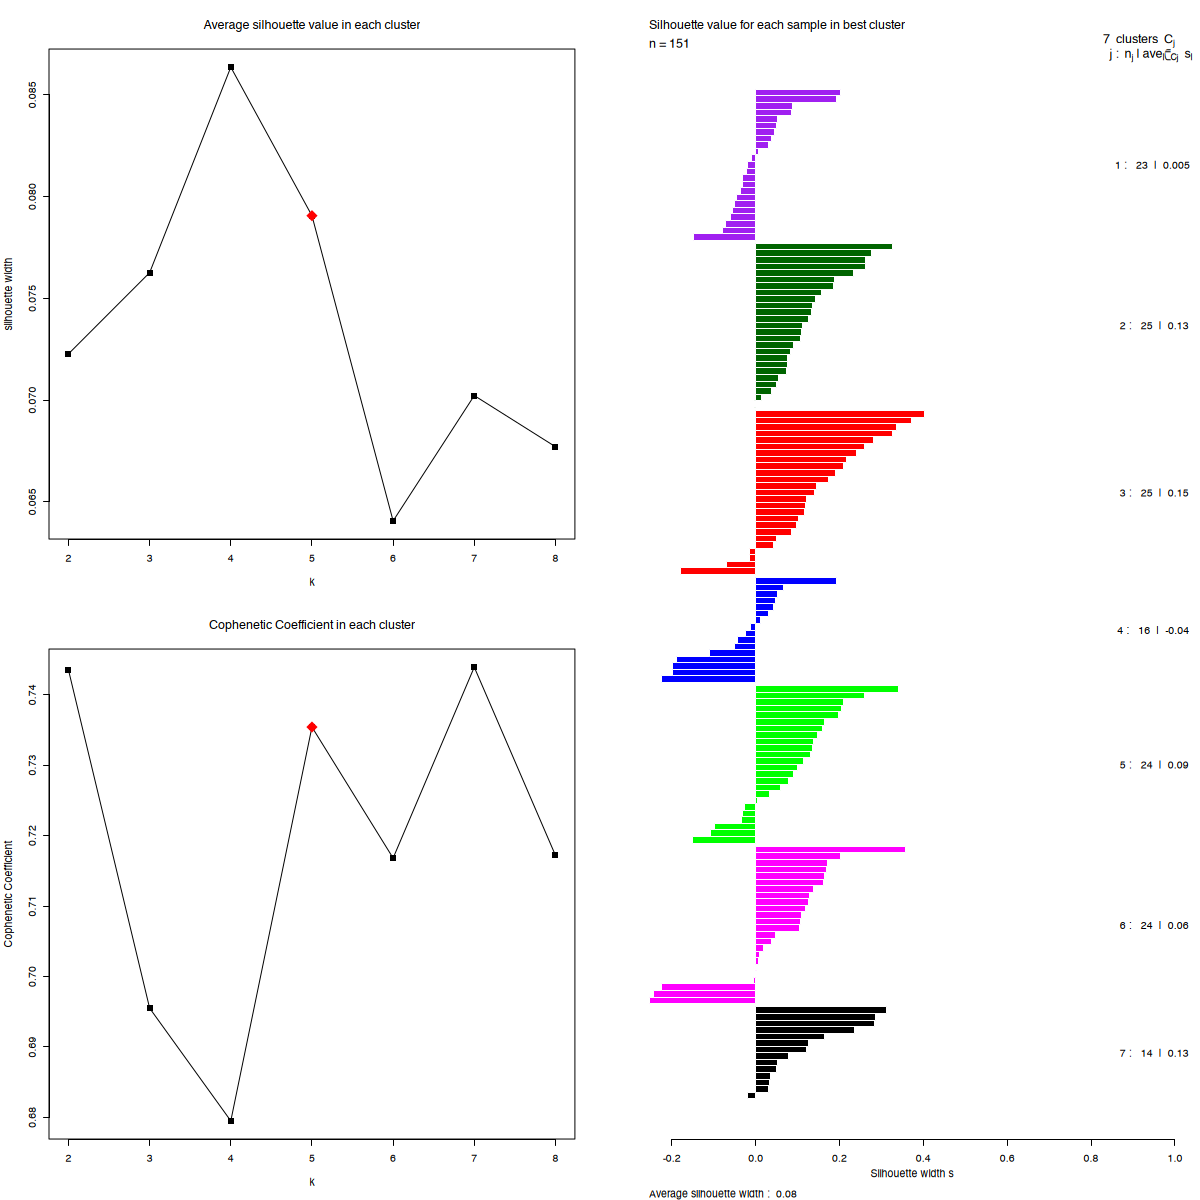 Average silhouette value in each cluster
silhouette width
0.065 0.070 0.075 0.080 0.085
2 3 4 5 6 7 8
k
Cophenetic Coefficient in each cluster
Cophenetic Coefficient
0.68 0.69 0.70 0.71 0.72 0.73 0.74
2 3 4 5 6 7 8
k
Silhouette value for each sample in best cluster
n = 151
7 clusters Cj
j : nj | avei∈Cj si
1 : 23 | 0.005
2 : 25 | 0.13
3 : 25 | 0.15
4 : 16 | -0.04
5 : 24 | 0.09
6 : 24 | 0.06
7 : 14 | 0.13
-0.2 0.0 0.2 0.4 0.6 0.8 1.0
Silhouette width s
Average silhouette width : 0.08